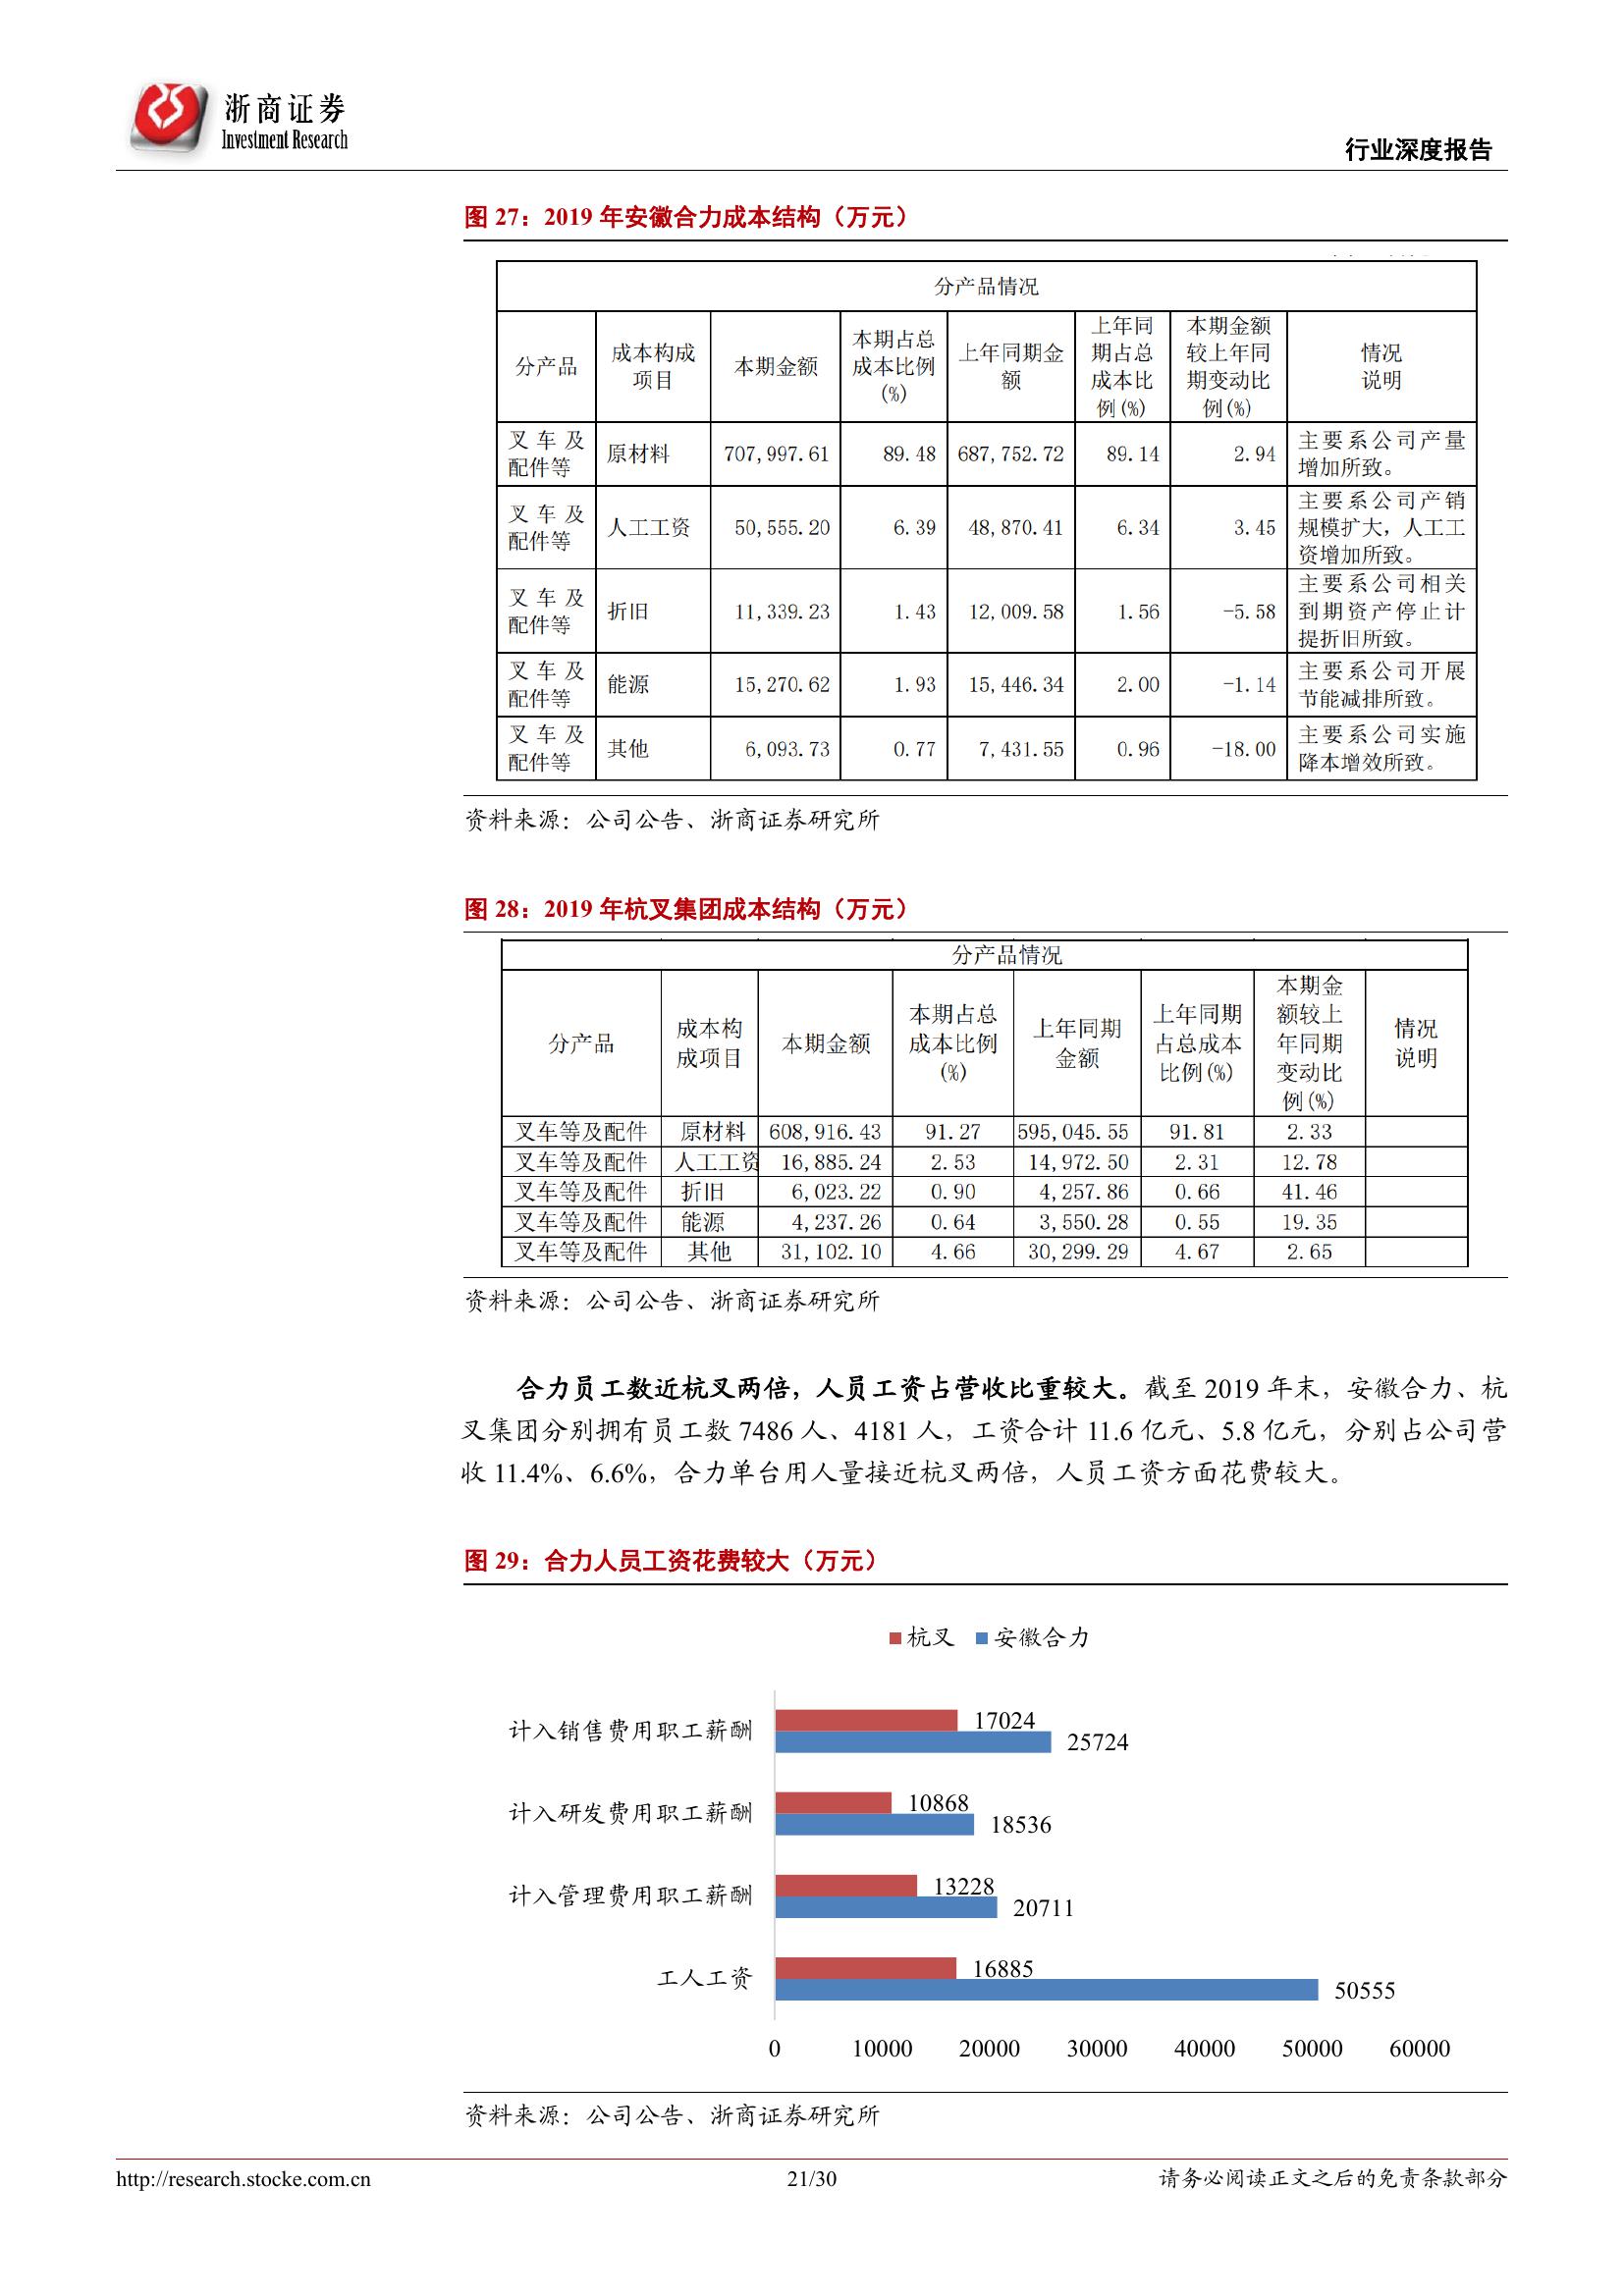 浙商证券
Investment Research
行业深度报告
图 27：2019 年安徽合力成本结构（万元）
分产品情况
分产品
成本构成
项目
本期金额
本期占总
成本比例
(%)
上年同期金
额
上年同
期占总
成本比
例(%)
本期金额
较上年同
期变动比
例(%)
情况
说明
叉车及
配件等
原材料
707,997.61
89.48
687,752.72
89.14
2.94
主要系公司产量
增加所致。
叉车及
配件等
人工工资
50,555.20
6.39
48,870.41
6.34
3.45
主要系公司产销
规模扩大，人工工
资增加所致。
叉车及
配件等
折旧
11,339.23
1.43
12,009.58
1.56
-5.58
主要系公司相关
到期资产停止计
提折旧所致。
叉车及
配件等
能源
15,270.62
1.93
15,446.34
2.00
-1.14
主要系公司开展
节能减排所致。
叉车及
配件等
其他
6,093.73
0.77
7,431.55
0.96
-18.00
主要系公司实施
降本增效所致。
资料来源：公司公告、浙商证券研究所
图 28：2019 年杭叉集团成本结构（万元）
分产品情况
分产品
成本构
成项目
本期金额
本期占总
成本比例
(%)
上年同期
金额
上年同期
占总成本
比例(%)
本期金
额较上
年同期
变动比
例(%)
情况
说明
叉车等及配件 原材料 608,916.43 91.27 595,045.55 91.81 2.33
叉车等及配件 人工工资 16,885.24 2.53 14,972.50 2.31 12.78
叉车等及配件 折旧 6,023.22 0.90 4,257.86 0.66 41.46
叉车等及配件 能源 4,237.26 0.64 3,550.28 0.55 19.35
叉车等及配件 其他 31,102.10 4.66 30,299.29 4.67 2.65
资料来源：公司公告、浙商证券研究所
合力员工数近杭叉两倍，人员工资占营收比重较大。截至 2019 年末，安徽合力、杭
叉集团分别拥有员工数 7486 人、4181 人，工资合计 11.6 亿元、5.8 亿元，分别占公司营
收 11.4%、6.6%，合力单台用人量接近杭叉两倍，人员工资方面花费较大。
图 29：合力人员工资花费较大（万元）
杭叉 安徽合力
计入销售费用职工薪酬
17024
25724
计入研发费用职工薪酬
10868
18536
计入管理费用职工薪酬
13228
20711
工人工资
16885
50555
0 10000 20000 30000 40000 50000 60000
资料来源：公司公告、浙商证券研究所
http://research.stocke.com.cn 21/30 请务必阅读正文之后的免责条款部分